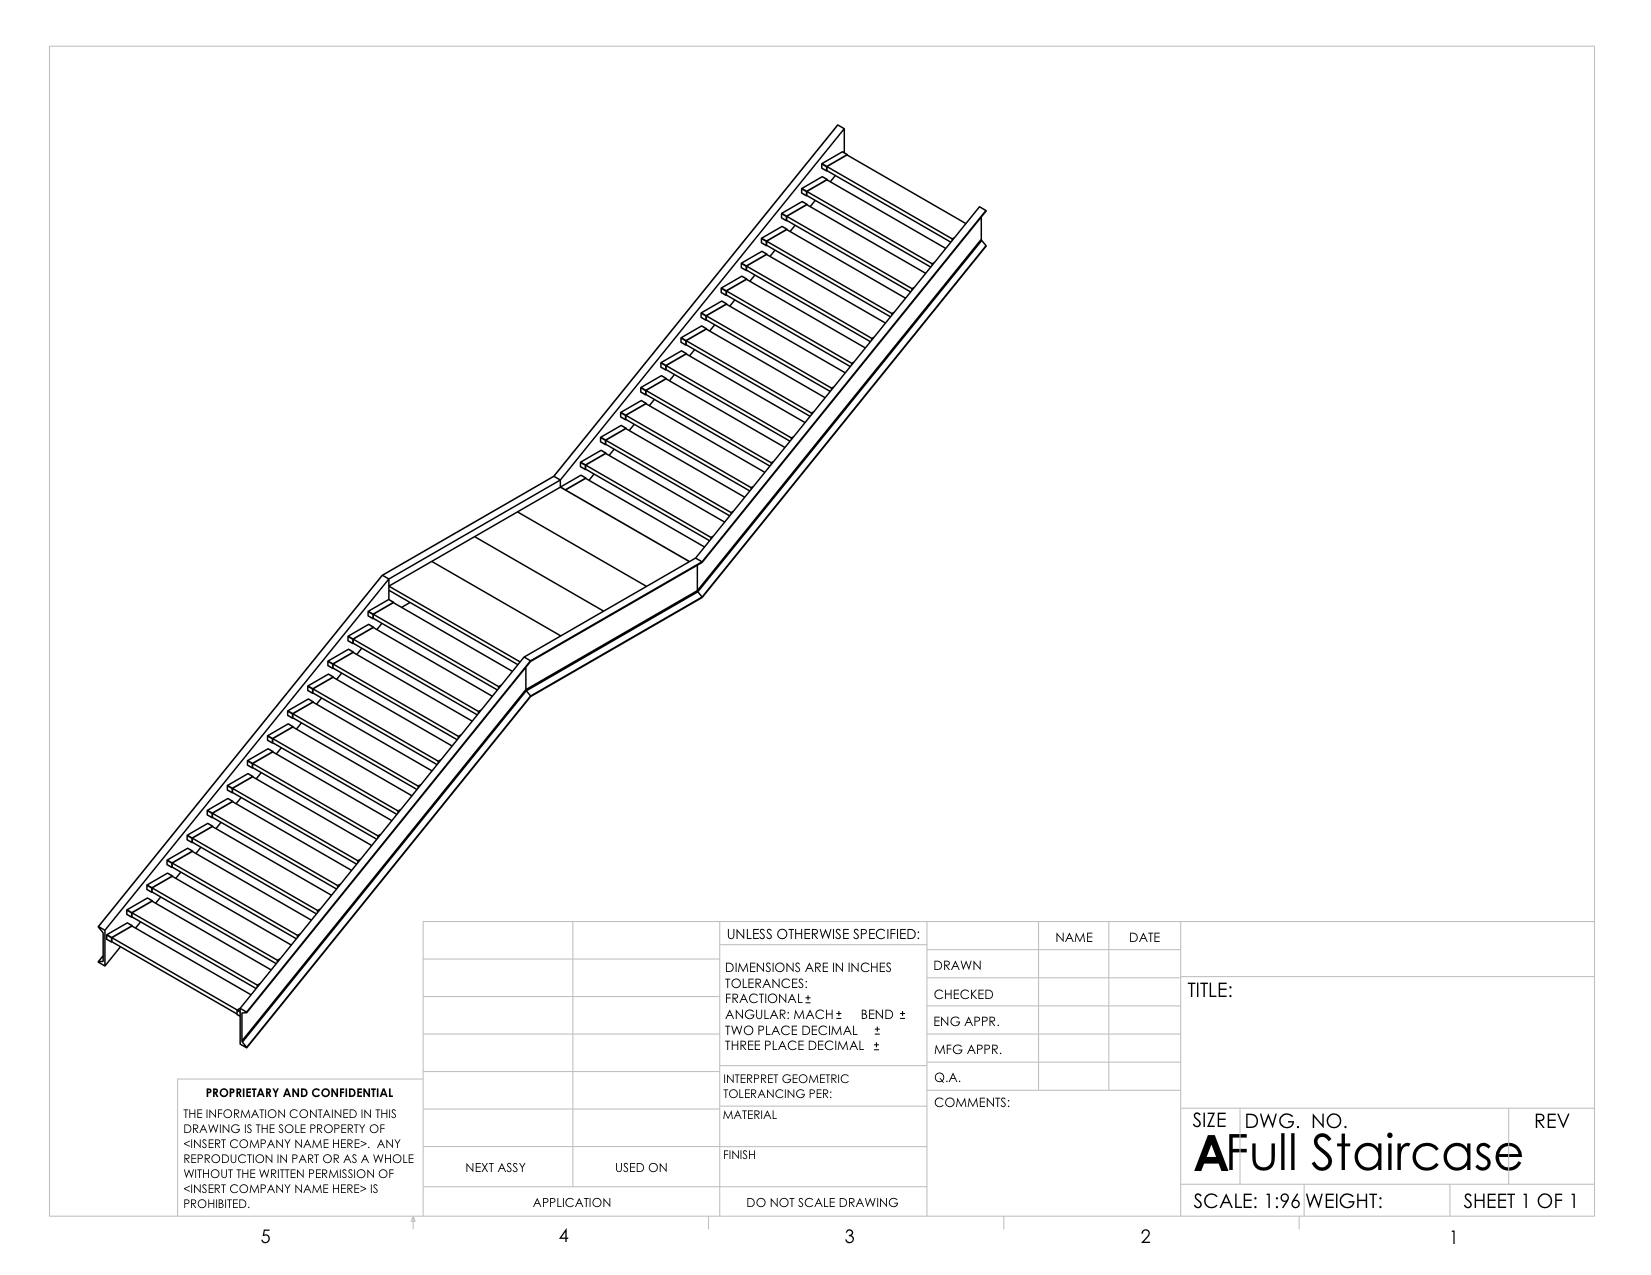 PROPRIETARY AND CONFIDENTIAL
THE INFORMATION CONTAINED IN THIS
DRAWING IS THE SOLE PROPERTY OF
<INSERT COMPANY NAME HERE>.  ANY
REPRODUCTION IN PART OR AS A WHOLE
WITHOUT THE WRITTEN PERMISSION OF
<INSERT COMPANY NAME HERE> IS
PROHIBITED.
NEXT ASSY
USED ON
APPLICATION
UNLESS OTHERWISE SPECIFIED:
DIMENSIONS ARE IN INCHES
TOLERANCES:
FRACTIONAL±
ANGULAR: MACH± BEND ±
TWO PLACE DECIMAL ±
THREE PLACE DECIMAL ±
INTERPRET GEOMETRIC
TOLERANCING PER:
MATERIAL
FINISH
DO NOT SCALE DRAWING
NAME
DATE
DRAWN
CHECKED
ENG APPR.
MFG APPR.
Q.A.
COMMENTS:
TITLE:
SIZE
DWG. NO.
REV
A
Full Staircase
SCALE: 1:96
WEIGHT:
SHEET 1 OF 1
5
4
3
2
1